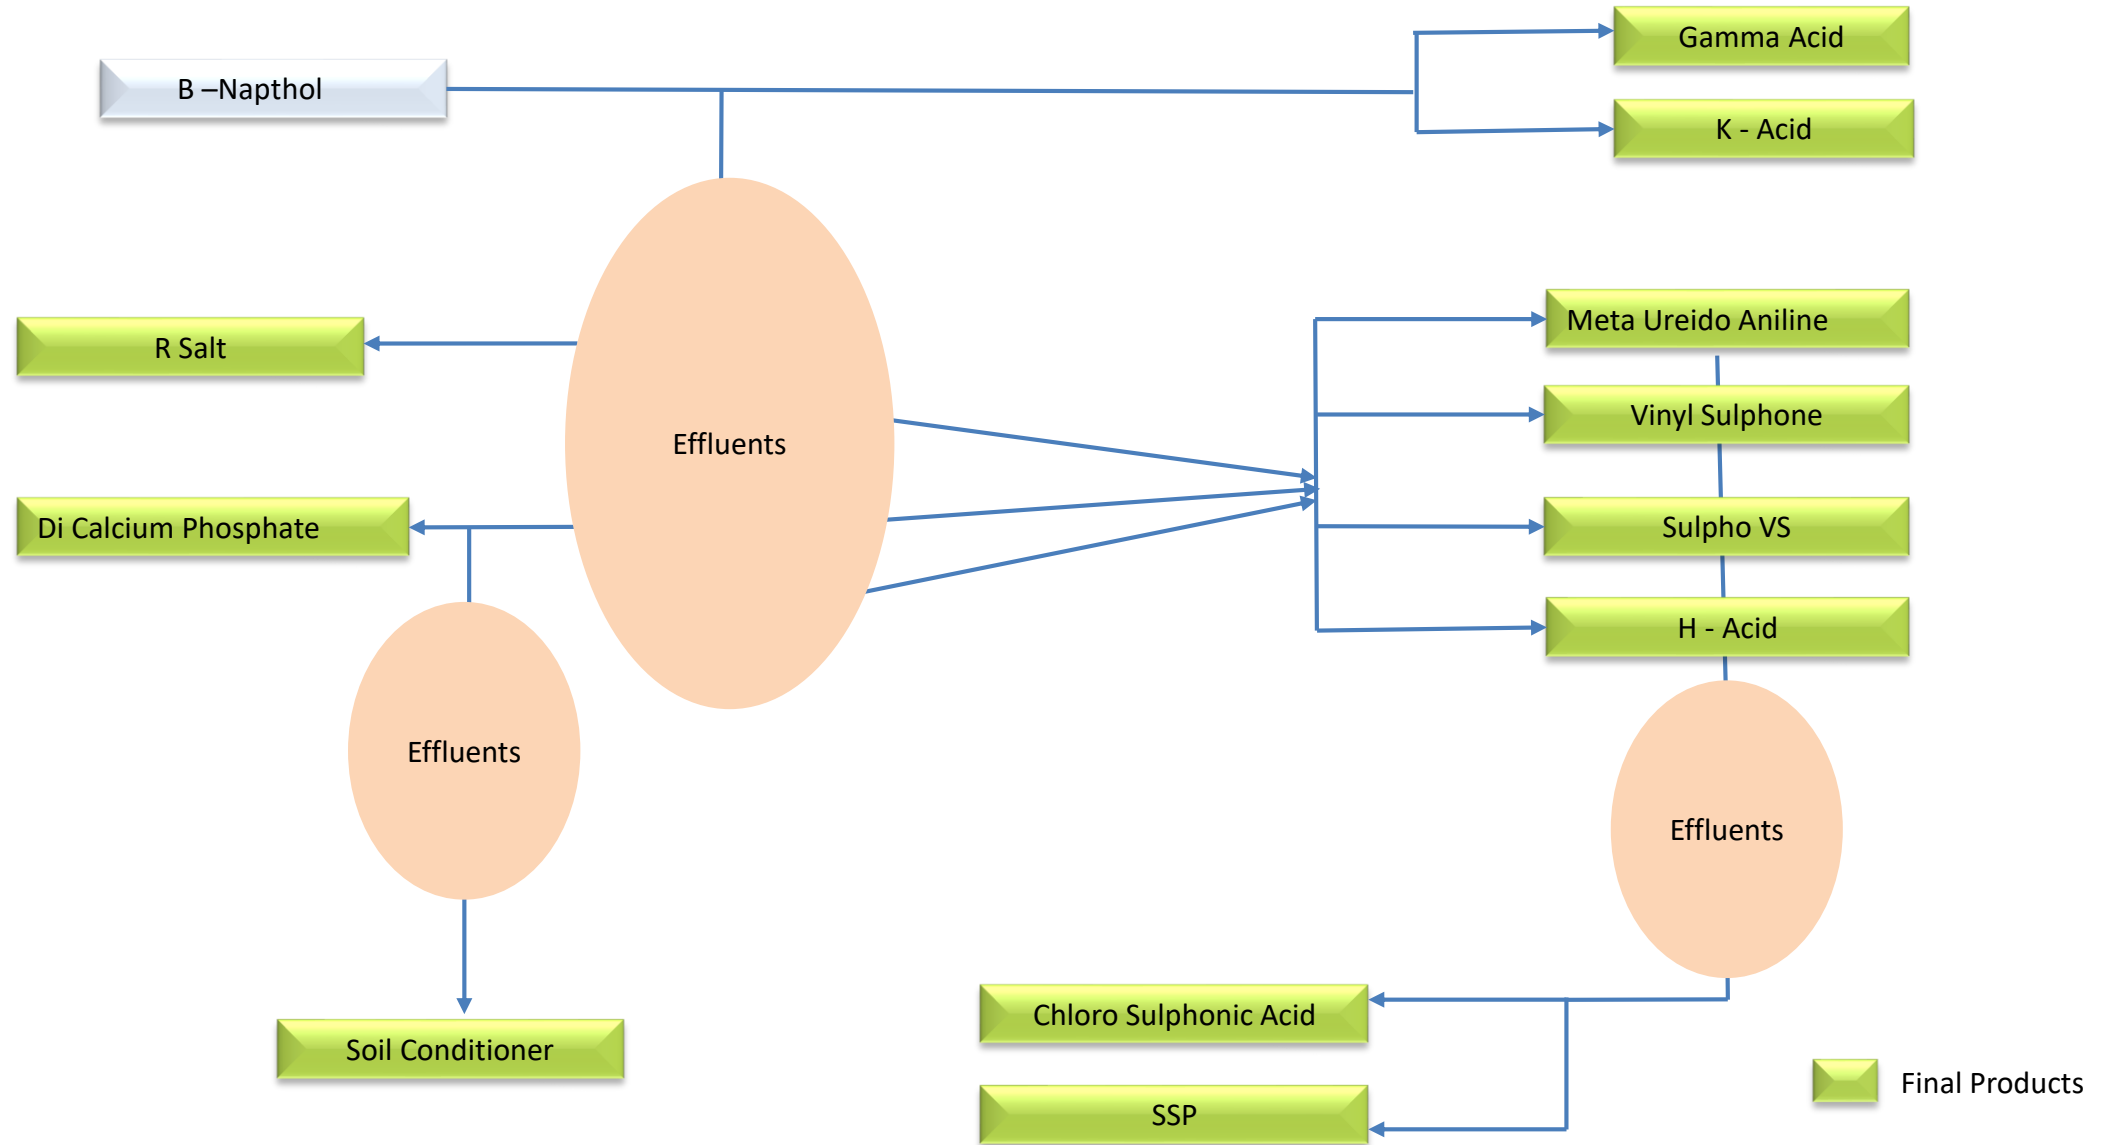 Gamma Acid
B –Napthol
K - Acid
Meta Ureido Aniline
R Salt
Vinyl Sulphone
Effluents
Di Calcium Phosphate
Sulpho VS
H - Acid
Effluents
Effluents
Chloro Sulphonic Acid
Soil Conditioner
Final Products
SSP